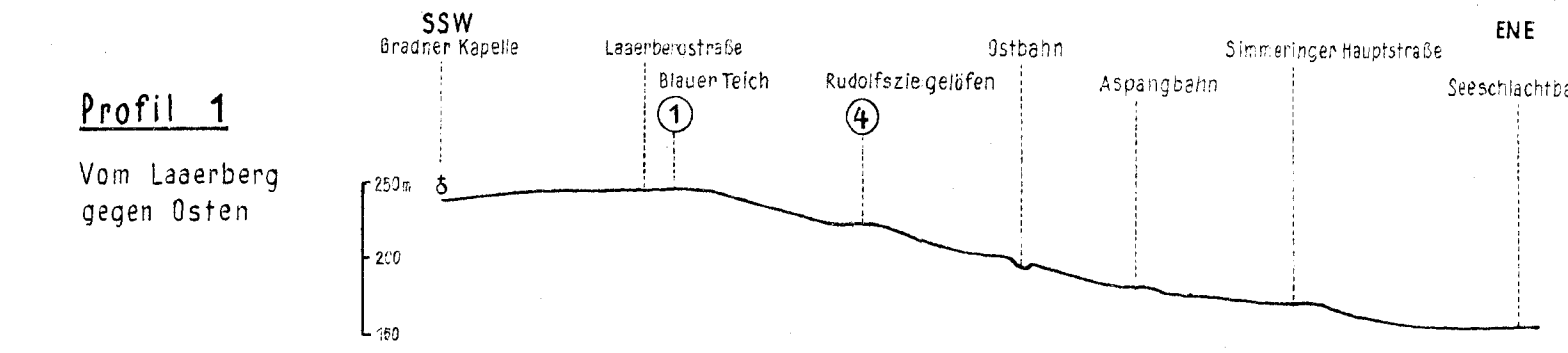 SSW
Gradner Kapelle
Laaerbergstraße
Ostbahn
Simmeringer Hauptstraße
ENE
Blauer Teich
Rudolfsziegelöfen
Aspangbahn
Seeschlachtba
Profil 1
1
4
Vom Laaerberg
gegen Osten
250m
200
150